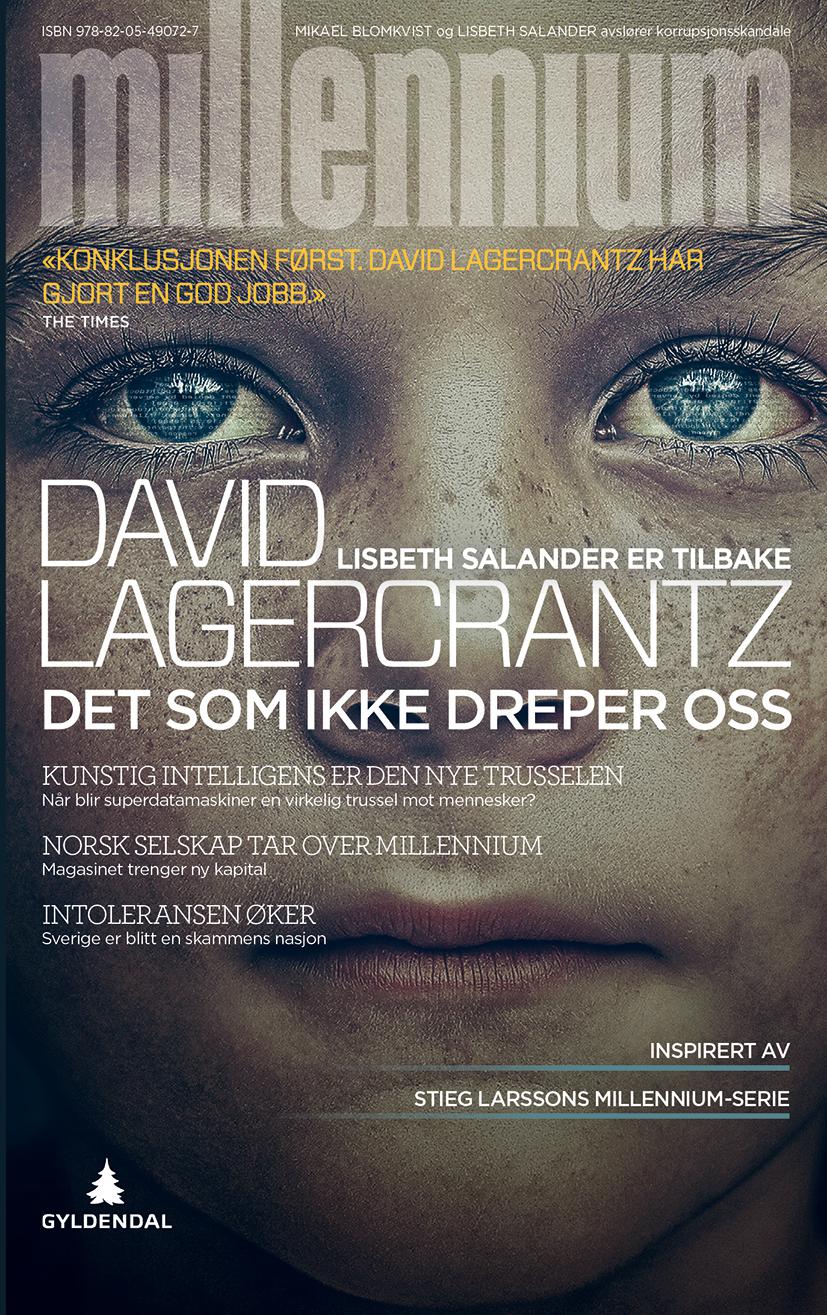 ISBN 978-82-05-49072-7
MIKAEL BLOMKVIST og LISBETH SALANDER avslører korrupsjonsskandale
millennium
«KONKLUSJONEN FØRST. DAVID LAGERCRANTZ HAR
GJORT EN GOD JOBB.»
THE TIMES
DAVID
LISBETH SALANDER ER TILBAKE
LAGERCRANTZ
DET SOM IKKE DREPER OSS
KUNSTIG INTELLIGENS ER DEN NYE TRUSSELEN
Når blir superdatamaskiner en virkelig trussel mot mennesker?
NORSK SELSKAP TAR OVER MILLENNIUM
Magasinet trenger ny kapital
INTOLERANSEN ØKER
Sverige er blitt en skammens nasjon
INSPIRERT AV
STIEG LARSSONS MILLENNIUM-SERIE
GYLDENDAL